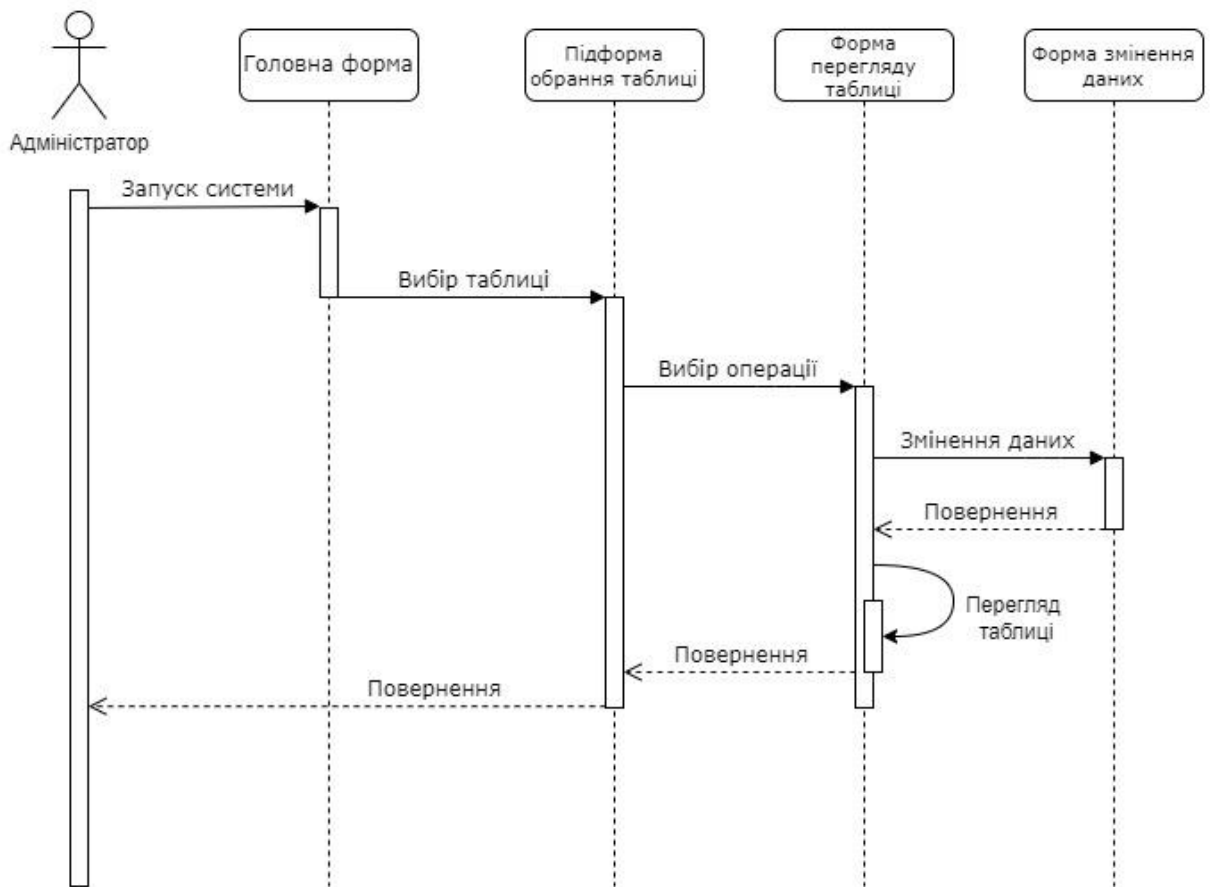 Адміністратор
Головна форма
Підформа
обрання таблиці
Форма
перегляду
таблиці
Форма змінення
даних
Запуск системи
Вибір таблиці
Вибір операції
Змінення даних
Повернення
Перегляд
таблиці
Повернення
Повернення